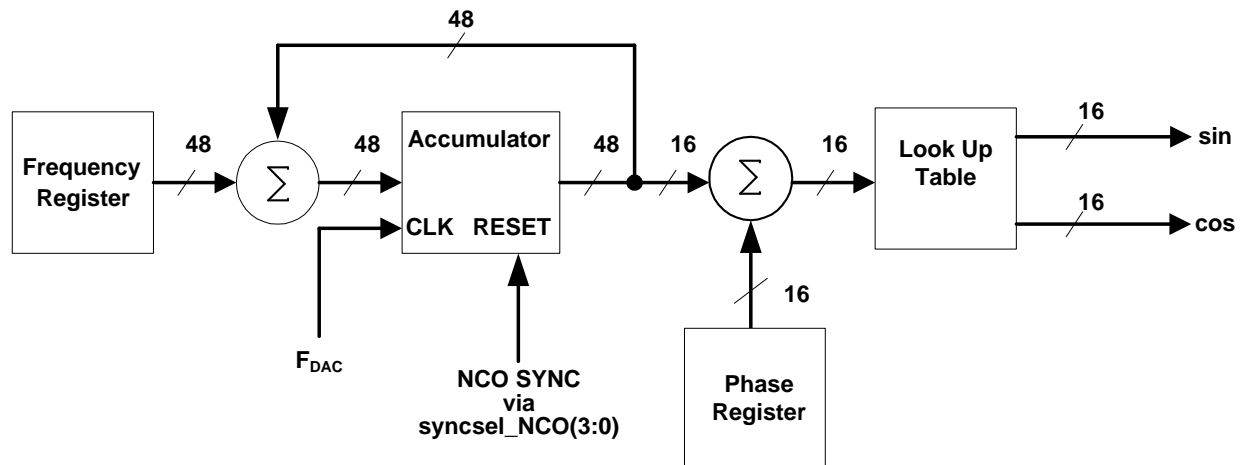 48
Frequency
Register
48
Σ
48
Accumulator
CLK RESET
48
16
Σ
16
Look Up
Table
16
sin
16
cos
16
F_DAC
NCO SYNC
via
syncsel_NCO(3:0)
Phase
Register